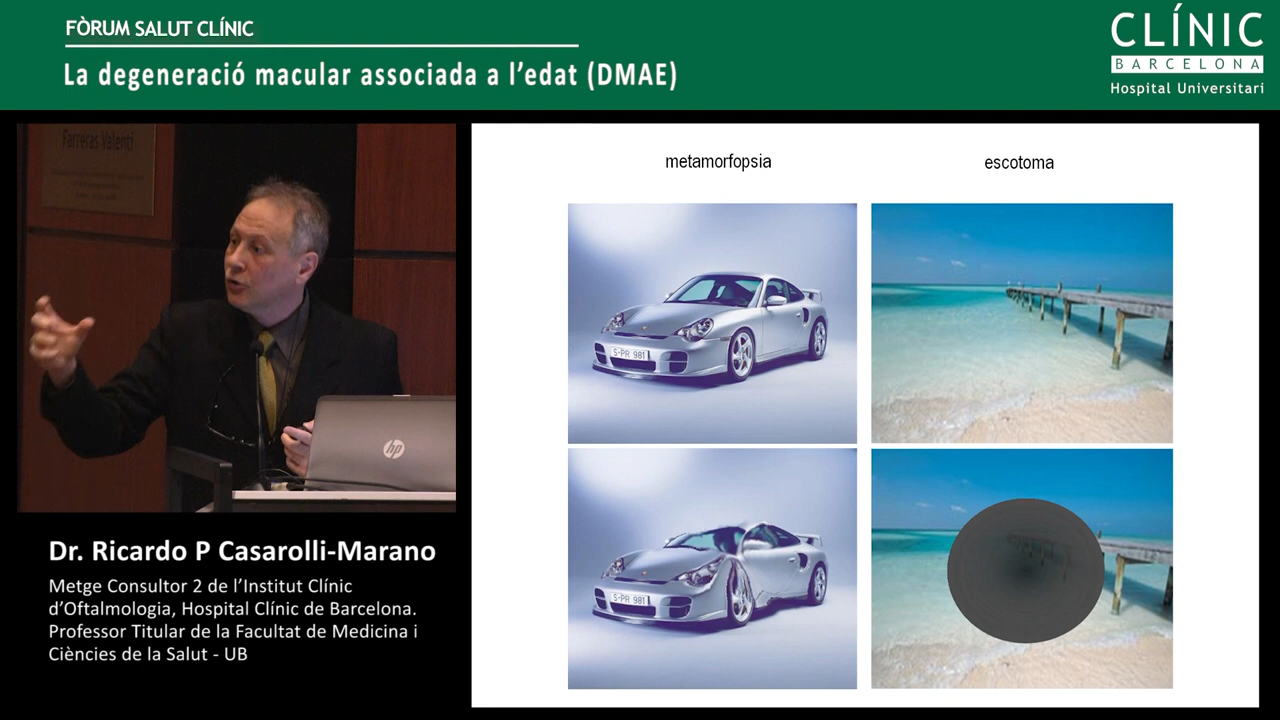 FÒRUM SALUT CLÍNIC
La degeneració macular associada a l'edat (DMAE)
CLÍNIC
BARCELONA
Hospital Universitari
Farreras Valentí
metamorfopsia
escotoma
S-PR 981
S-PR 981
hp
Dr. Ricardo P Casarolli-Marano
Metge Consultor 2 de l'Institut Clínic
d'Oftalmologia, Hospital Clínic de Barcelona.
Professor Titular de la Facultat de Medicina i
Ciències de la Salut - UB